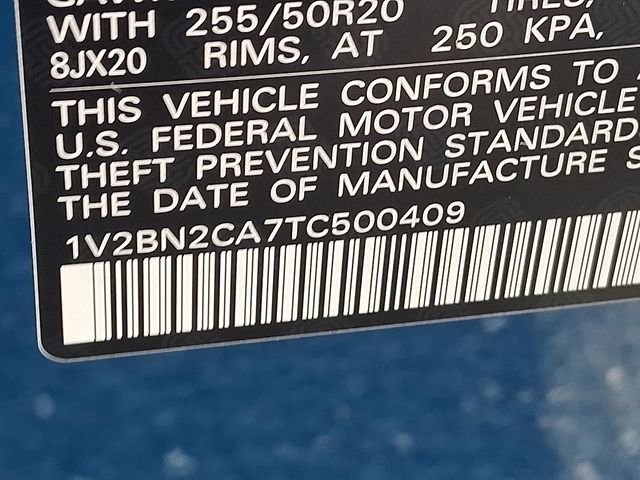 WITH 255/50R20 TIRES,
8JX20 RIMS, AT 250 KPA,
THIS VEHICLE CONFORMS TO
U.S. FEDERAL MOTOR VEHICLE
THEFT PREVENTION STANDARD
THE DATE OF MANUFACTURE S
1V2BN2CA7TC500409